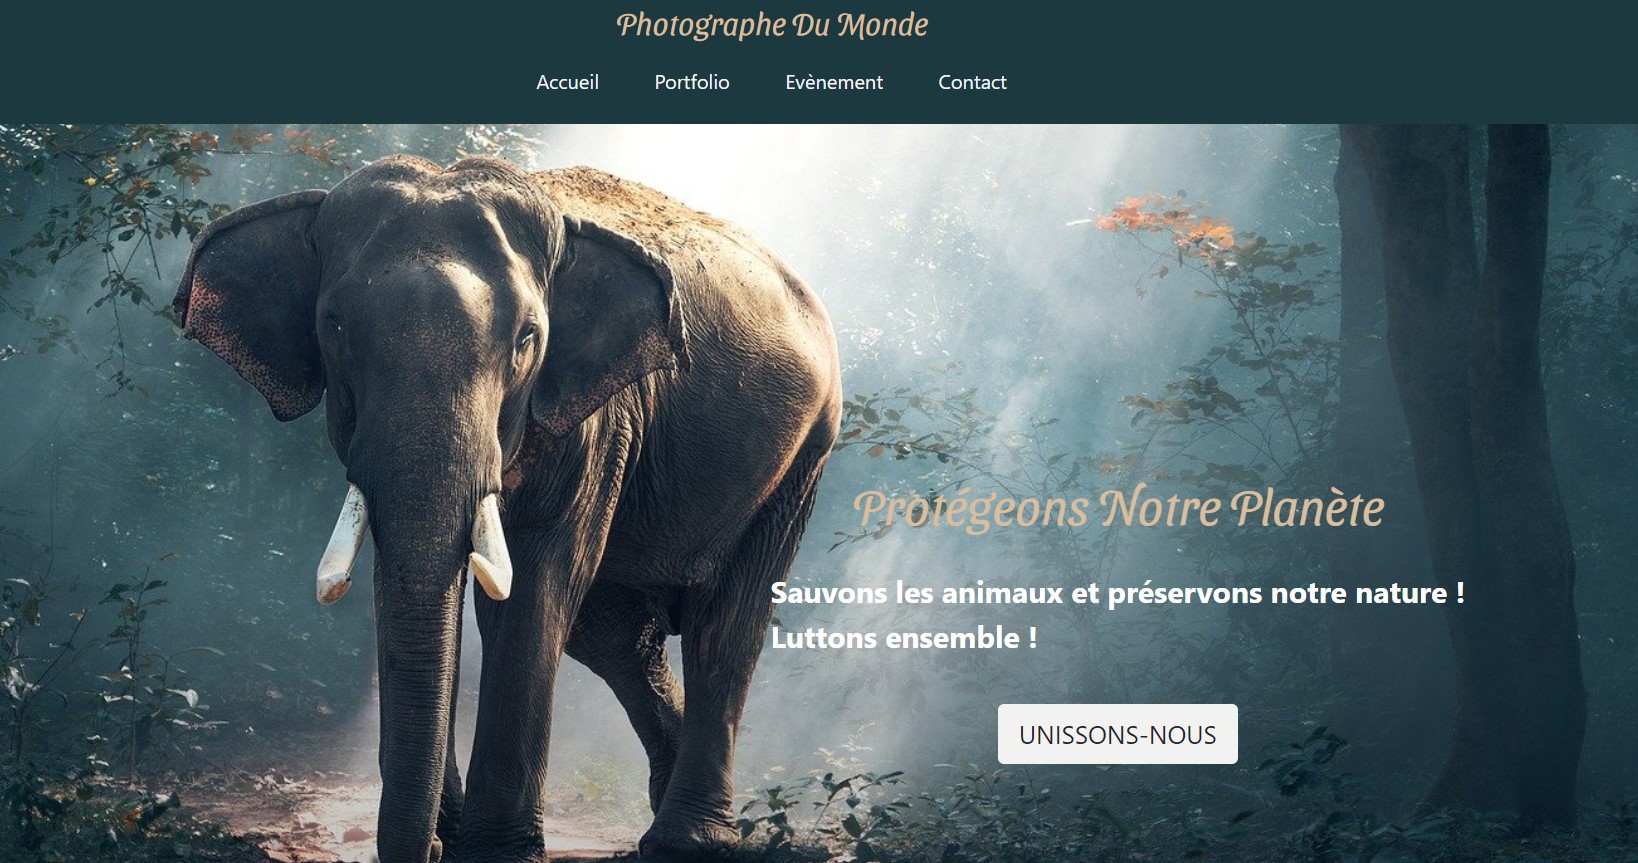 Photographe Du Monde
Accueil Portfolio Evènement Contact
Protégeons Notre Planète
Sauvons les animaux et préservons notre nature !
Luttons ensemble !
UNISSONS-NOUS